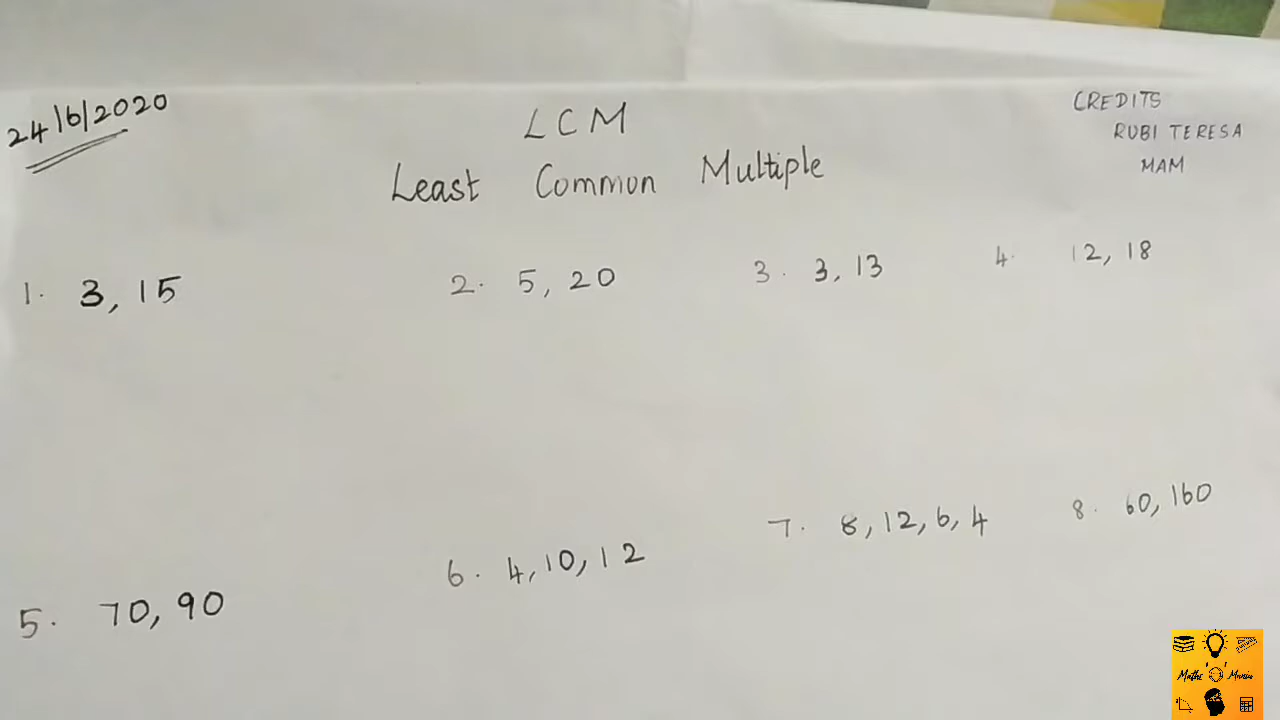 24/6/2020
LCM
CREDITS
RUBI TERESA
MAM
Least Common Multiple
1. 3, 15
2. 5, 20
3. 3, 13
4. 12, 18
5. 70, 90
6. 4, 10, 12
7. 8, 12, 6, 4
8. 60, 160
Maths Mania